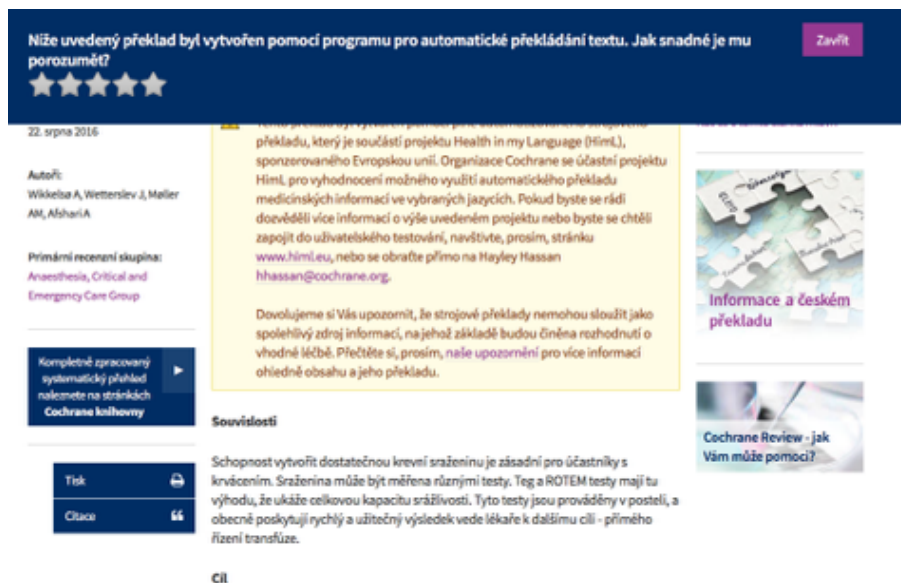 Níže uvedený překlad byl vytvořen pomocí programu pro automatické překládání textu. Jak snadné je mu
porozumět?
Zavřít
22. srpna 2016
Autoři:
Wikkelsø A, Wetterslev J, Møller
AM, Afshari A
Primární recenzní skupina:
Anaesthesia, Critical and
Emergency Care Group
Kompletně zpracovaný
systematický přehled
naleznete na stránkách
Cochrane knihovny
Tisk
Citace
překladu, který je součástí projektu Health in my Language (HimL),
sponzorovaného Evropskou unií. Organizace Cochrane se účastní projektu
HimL pro vyhodnocení možného využití automatického překladu
medicínských informací ve vybraných jazycích. Pokud byste se rádi
dozvěděli více informací o výše uvedeném projektu nebo byste se chtěli
zapojit do uživatelského testování, navštivte, prosím, stránku
www.himl.eu, nebo se obraťte přímo na Hayley Hassan
hhassan@cochrane.org.
Dovolujeme si Vás upozornit, že strojové překlady nemohou sloužit jako
spolehlivý zdroj informací, na jehož základě budou činěna rozhodnutí o
vhodné léčbě. Přečtěte si, prosím, naše upozornění pro více informací
ohledně obsahu a jeho překladu.
Souvislosti
Schopnost vytvořit dostatečnou krevní sraženinu je zásadní pro účastníky s
krvácením. Sraženina může být měřena různými testy. Teg a ROTEM testy mají tu
výhodu, že ukáže celkovou kapacitu srážlivosti. Tyto testy jsou prováděny v posteli, a
obecně poskytují rychlý a užitečný výsledek vede lékaře k dalšímu cíli - přímého
řízení transfúze.
Cíl
Informace a českém
překladu
Cochrane Review - jak
Vám může pomoci?